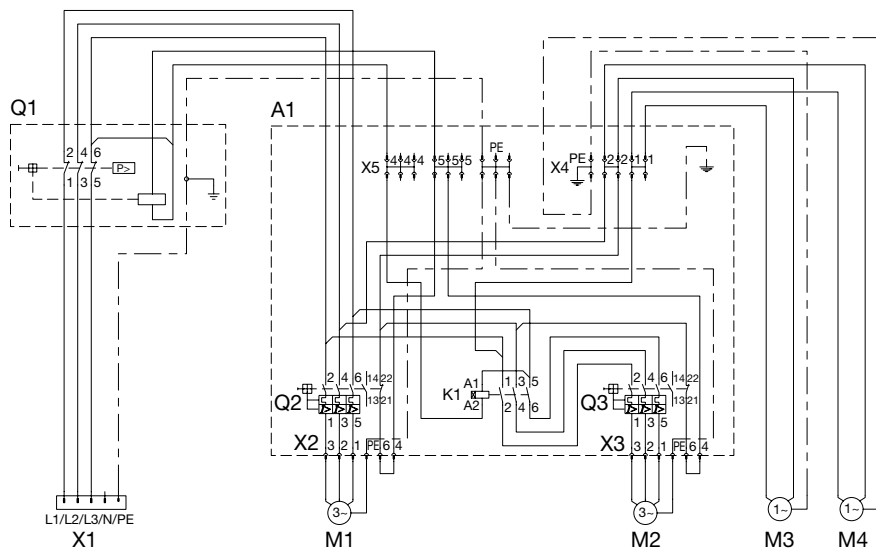 Q1
A1
2 4 6
P>
1 3 5
X5
4 4 4
5 5 5
PE
X4
PE
2 2 1 1
Q2
2 4 6 14 22
13 21
1 3 5
X2
3 2 1 PE 6 4
K1
A1 1 3 5
A2 2 4 6
Q3
2 4 6 14 22
13 21
1 3 5
X3
3 2 1 PE 6 4
L1/L2/L3/N/PE
X1
3~
M1
3~
M2
1~
M3
1~
M4